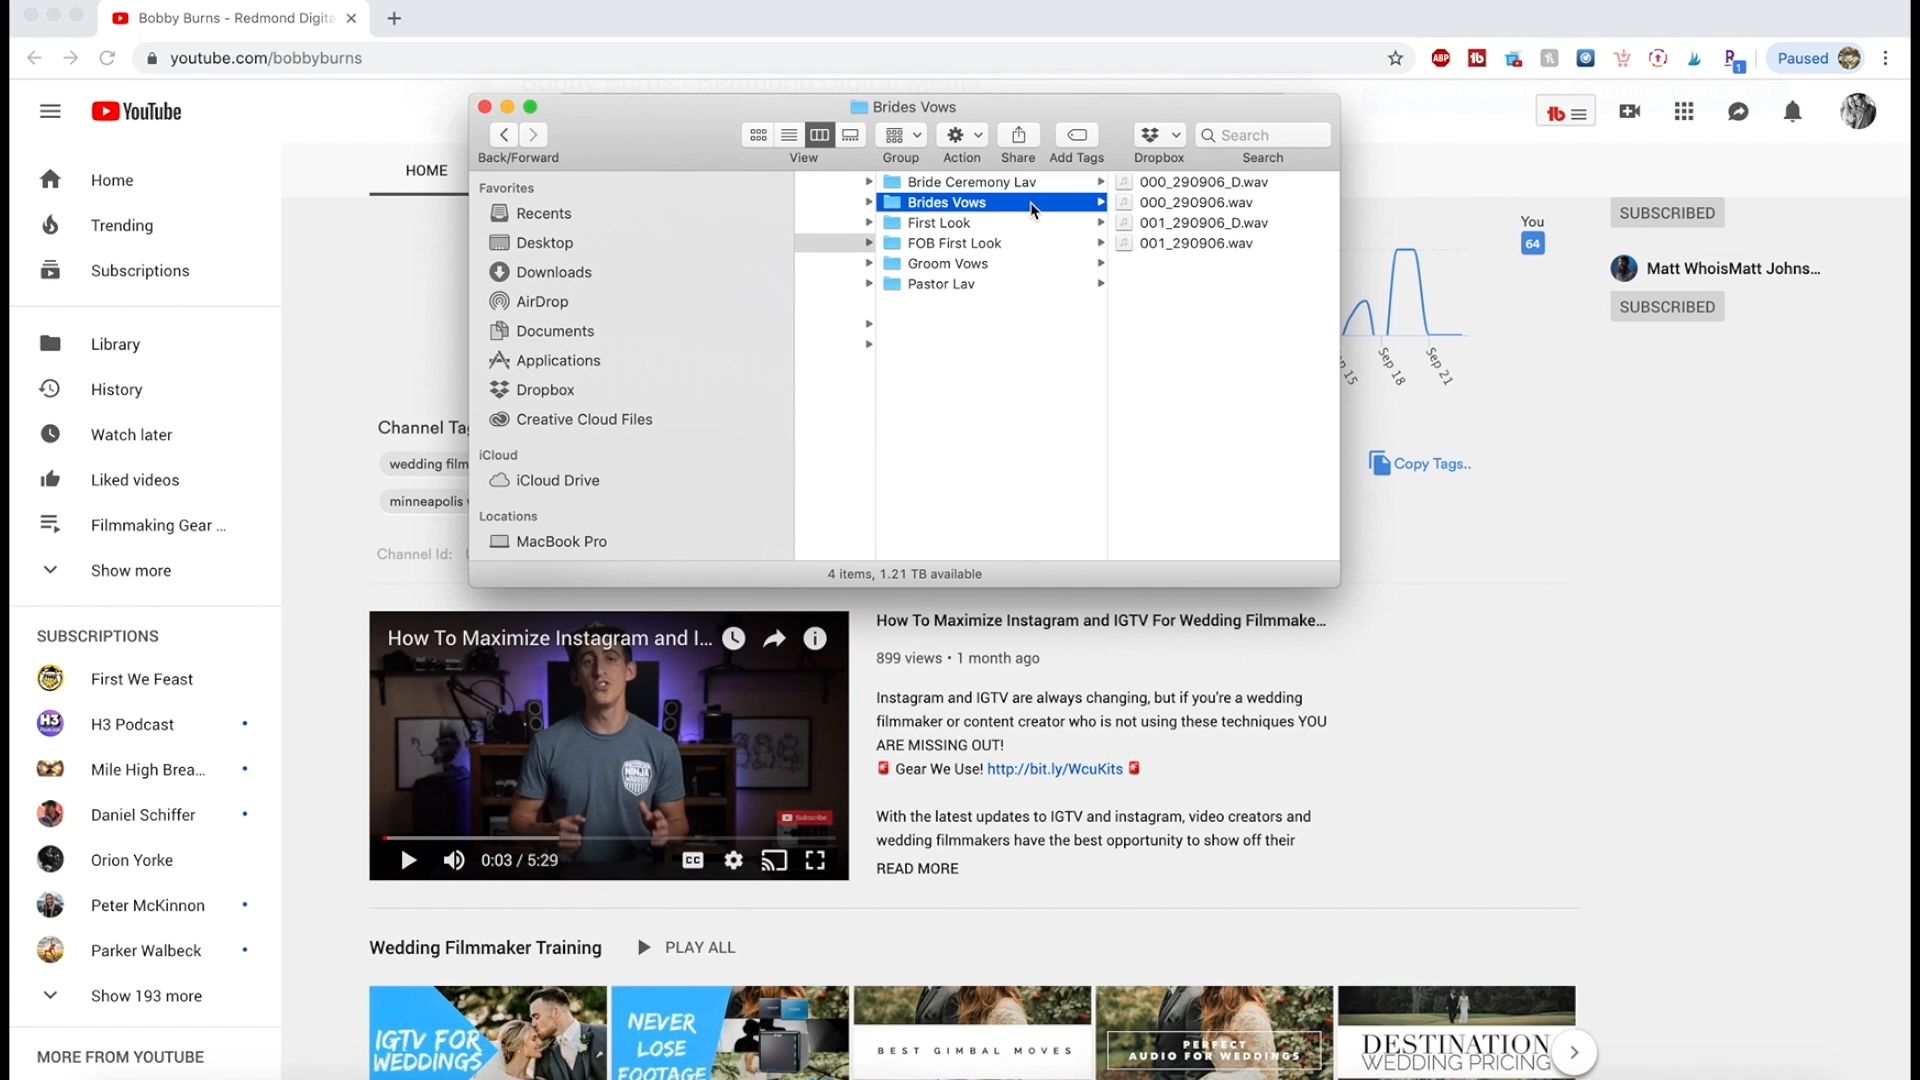 Bobby Burns - Redmond Digita
youtube.com/bobbyburns
ABP
1
Paused
YouTube
Home
Trending
Subscriptions
Library
History
Watch later
Liked videos
Filmmaking Gear ...
Show more
SUBSCRIPTIONS
First We Feast
H3 Podcast
Mile High Brea...
Daniel Schiffer
Orion Yorke
Peter McKinnon
Parker Walbeck
Show 193 more
MORE FROM YOUTUBE
HOME
Brides Vows
Back/Forward
View
Group
Action
Share
Add Tags
Dropbox
Search
Search
Favorites
Recents
Desktop
Downloads
AirDrop
Documents
Applications
Dropbox
Creative Cloud Files
iCloud
iCloud Drive
Locations
MacBook Pro
Bride Ceremony Lav
Brides Vows
First Look
FOB First Look
Groom Vows
Pastor Lav
000_290906_D.wav
000_290906.wav
001_290906_D.wav
001_290906.wav
4 items, 1.21 TB available
SUBSCRIBED
You
64
Matt WhoisMatt Johns...
SUBSCRIBED
Sep 18
Sep 21
Channel Ta
wedding film
minneapolis
Channel Id:
Copy Tags..
How To Maximize Instagram and I...
NINJA
WARRIOR
Subscribe
0:03 / 5:29
CC
How To Maximize Instagram and IGTV For Wedding Filmmake...
899 views • 1 month ago
Instagram and IGTV are always changing, but if you're a wedding
filmmaker or content creator who is not using these techniques YOU
ARE MISSING OUT!
Gear We Use! http://bit.ly/WcuKits
With the latest updates to IGTV and instagram, video creators and
wedding filmmakers have the best opportunity to show off their
READ MORE
Wedding Filmmaker Training
PLAY ALL
IGTV FOR
WEDDINGS
NEVER
LOSE
FOOTAGE
BEST GIMBAL MOVES
PERFECT
AUDIO FOR WEDDINGS
DESTINATION
WEDDING PRICING